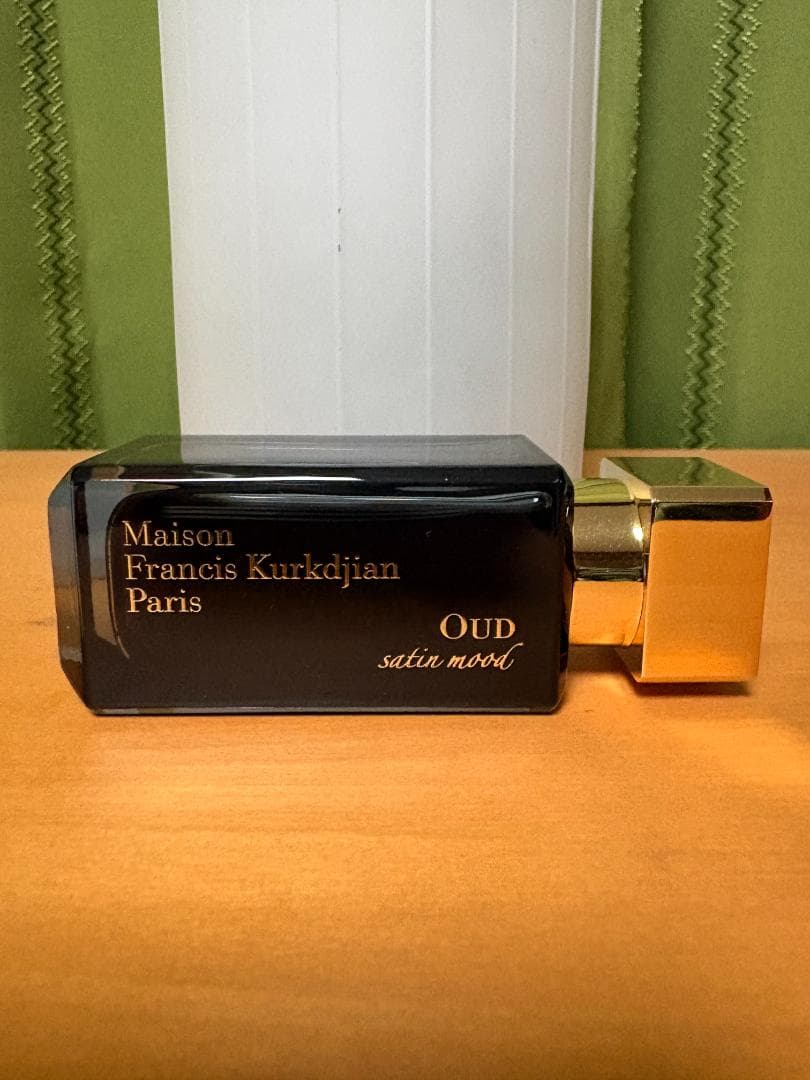 Maison
Francis Kurkdjian
Paris
OUD
satin mood